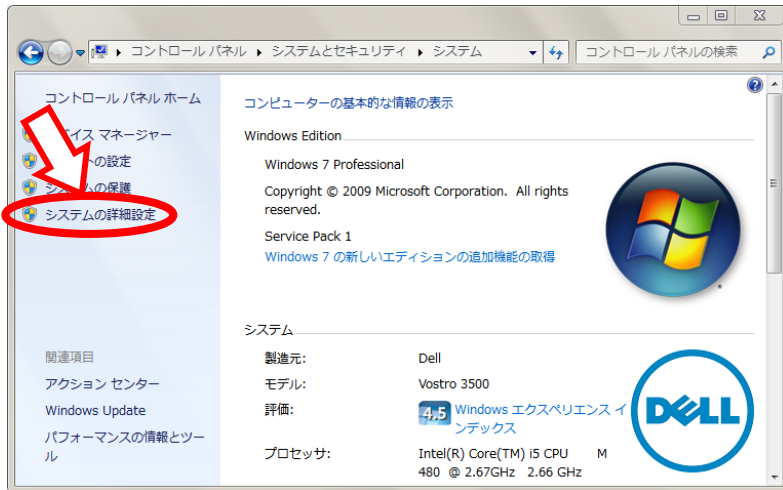 コントロール パネル ▸ システムとセキュリティ ▸ システム
コントロール パネルの検索
コントロール パネル ホーム
イス マネージャー
の設定
システムの保護
システムの詳細設定
関連項目
アクション センター
Windows Update
パフォーマンスの情報とツー
ル
コンピューターの基本的な情報の表示
Windows Edition
Windows 7 Professional
Copyright © 2009 Microsoft Corporation. All rights
reserved.
Service Pack 1
Windows 7 の新しいエディションの追加機能の取得
システム
製造元: Dell
モデル: Vostro 3500
評価: 4.5 Windows エクスペリエンス イ
ンデックス
プロセッサ: Intel(R) Core(TM) i5 CPU M
480 @ 2.67GHz 2.66 GHz
DELL